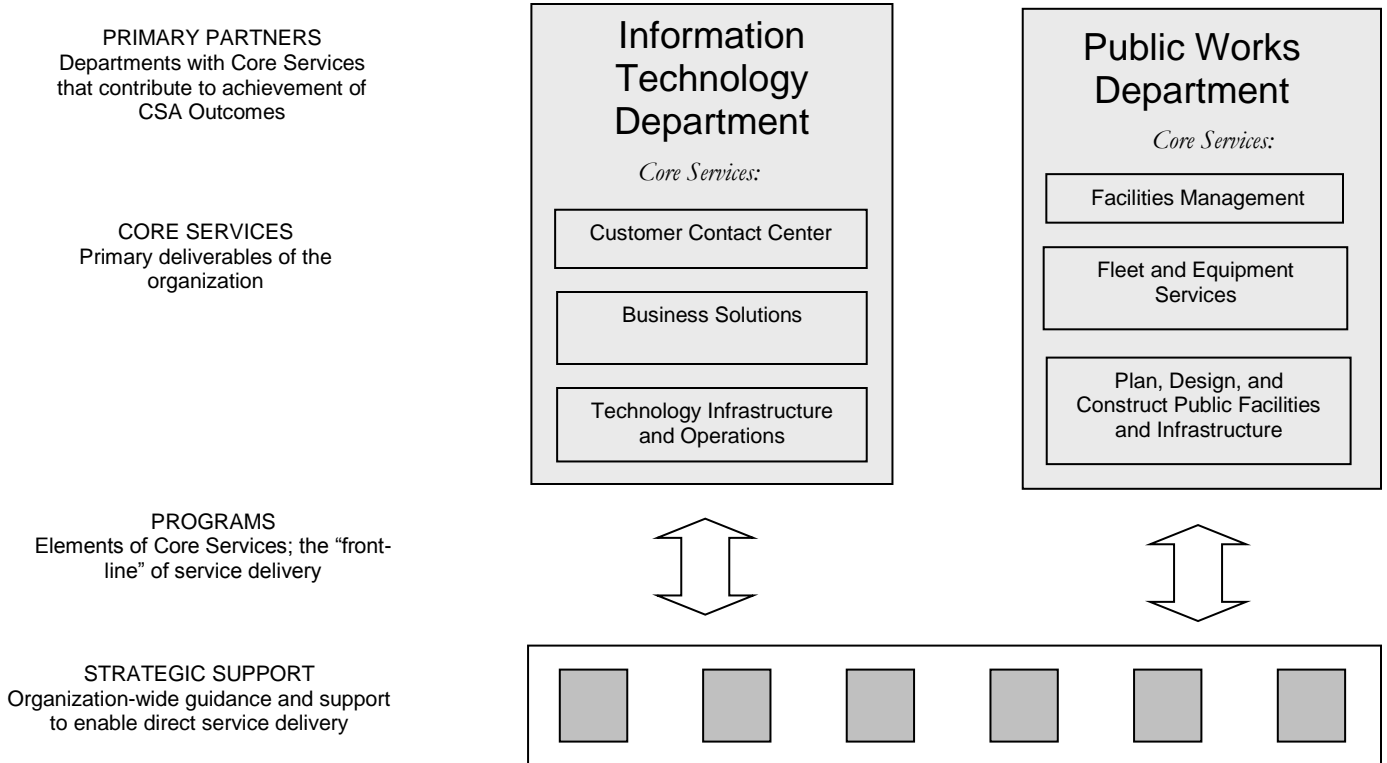 PRIMARY PARTNERS
Departments with Core Services
that contribute to achievement of
CSA Outcomes
CORE SERVICES
Primary deliverables of the
organization
PROGRAMS
Elements of Core Services; the “front-
line” of service delivery
STRATEGIC SUPPORT
Organization-wide guidance and support
to enable direct service delivery
Information
Technology
Department
Core Services:
Customer Contact Center
Business Solutions
Technology Infrastructure
and Operations
Public Works
Department
Core Services:
Facilities Management
Fleet and Equipment
Services
Plan, Design, and
Construct Public Facilities
and Infrastructure